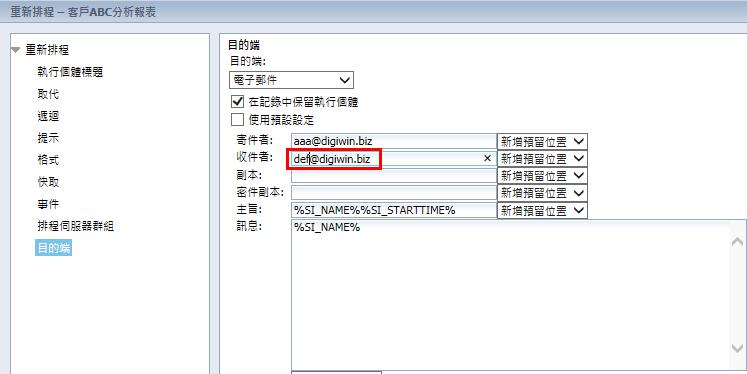 重新排程 – 客戶ABC分析報表
重新排程
執行個體標題
取代
週迴
提示
格式
快取
事件
排程伺服器群組
目的端
目的端
目的端:
電子郵件
在記錄中保留執行個體
使用預設設定
寄件者: aaa@digiwin.biz 新增預留位置
收件者: def@digiwin.biz × 新增預留位置
副本: 新增預留位置
密件副本: 新增預留位置
主旨: %SI_NAME%%SI_STARTTIME% 新增預留位置
訊息: %SI_NAME%